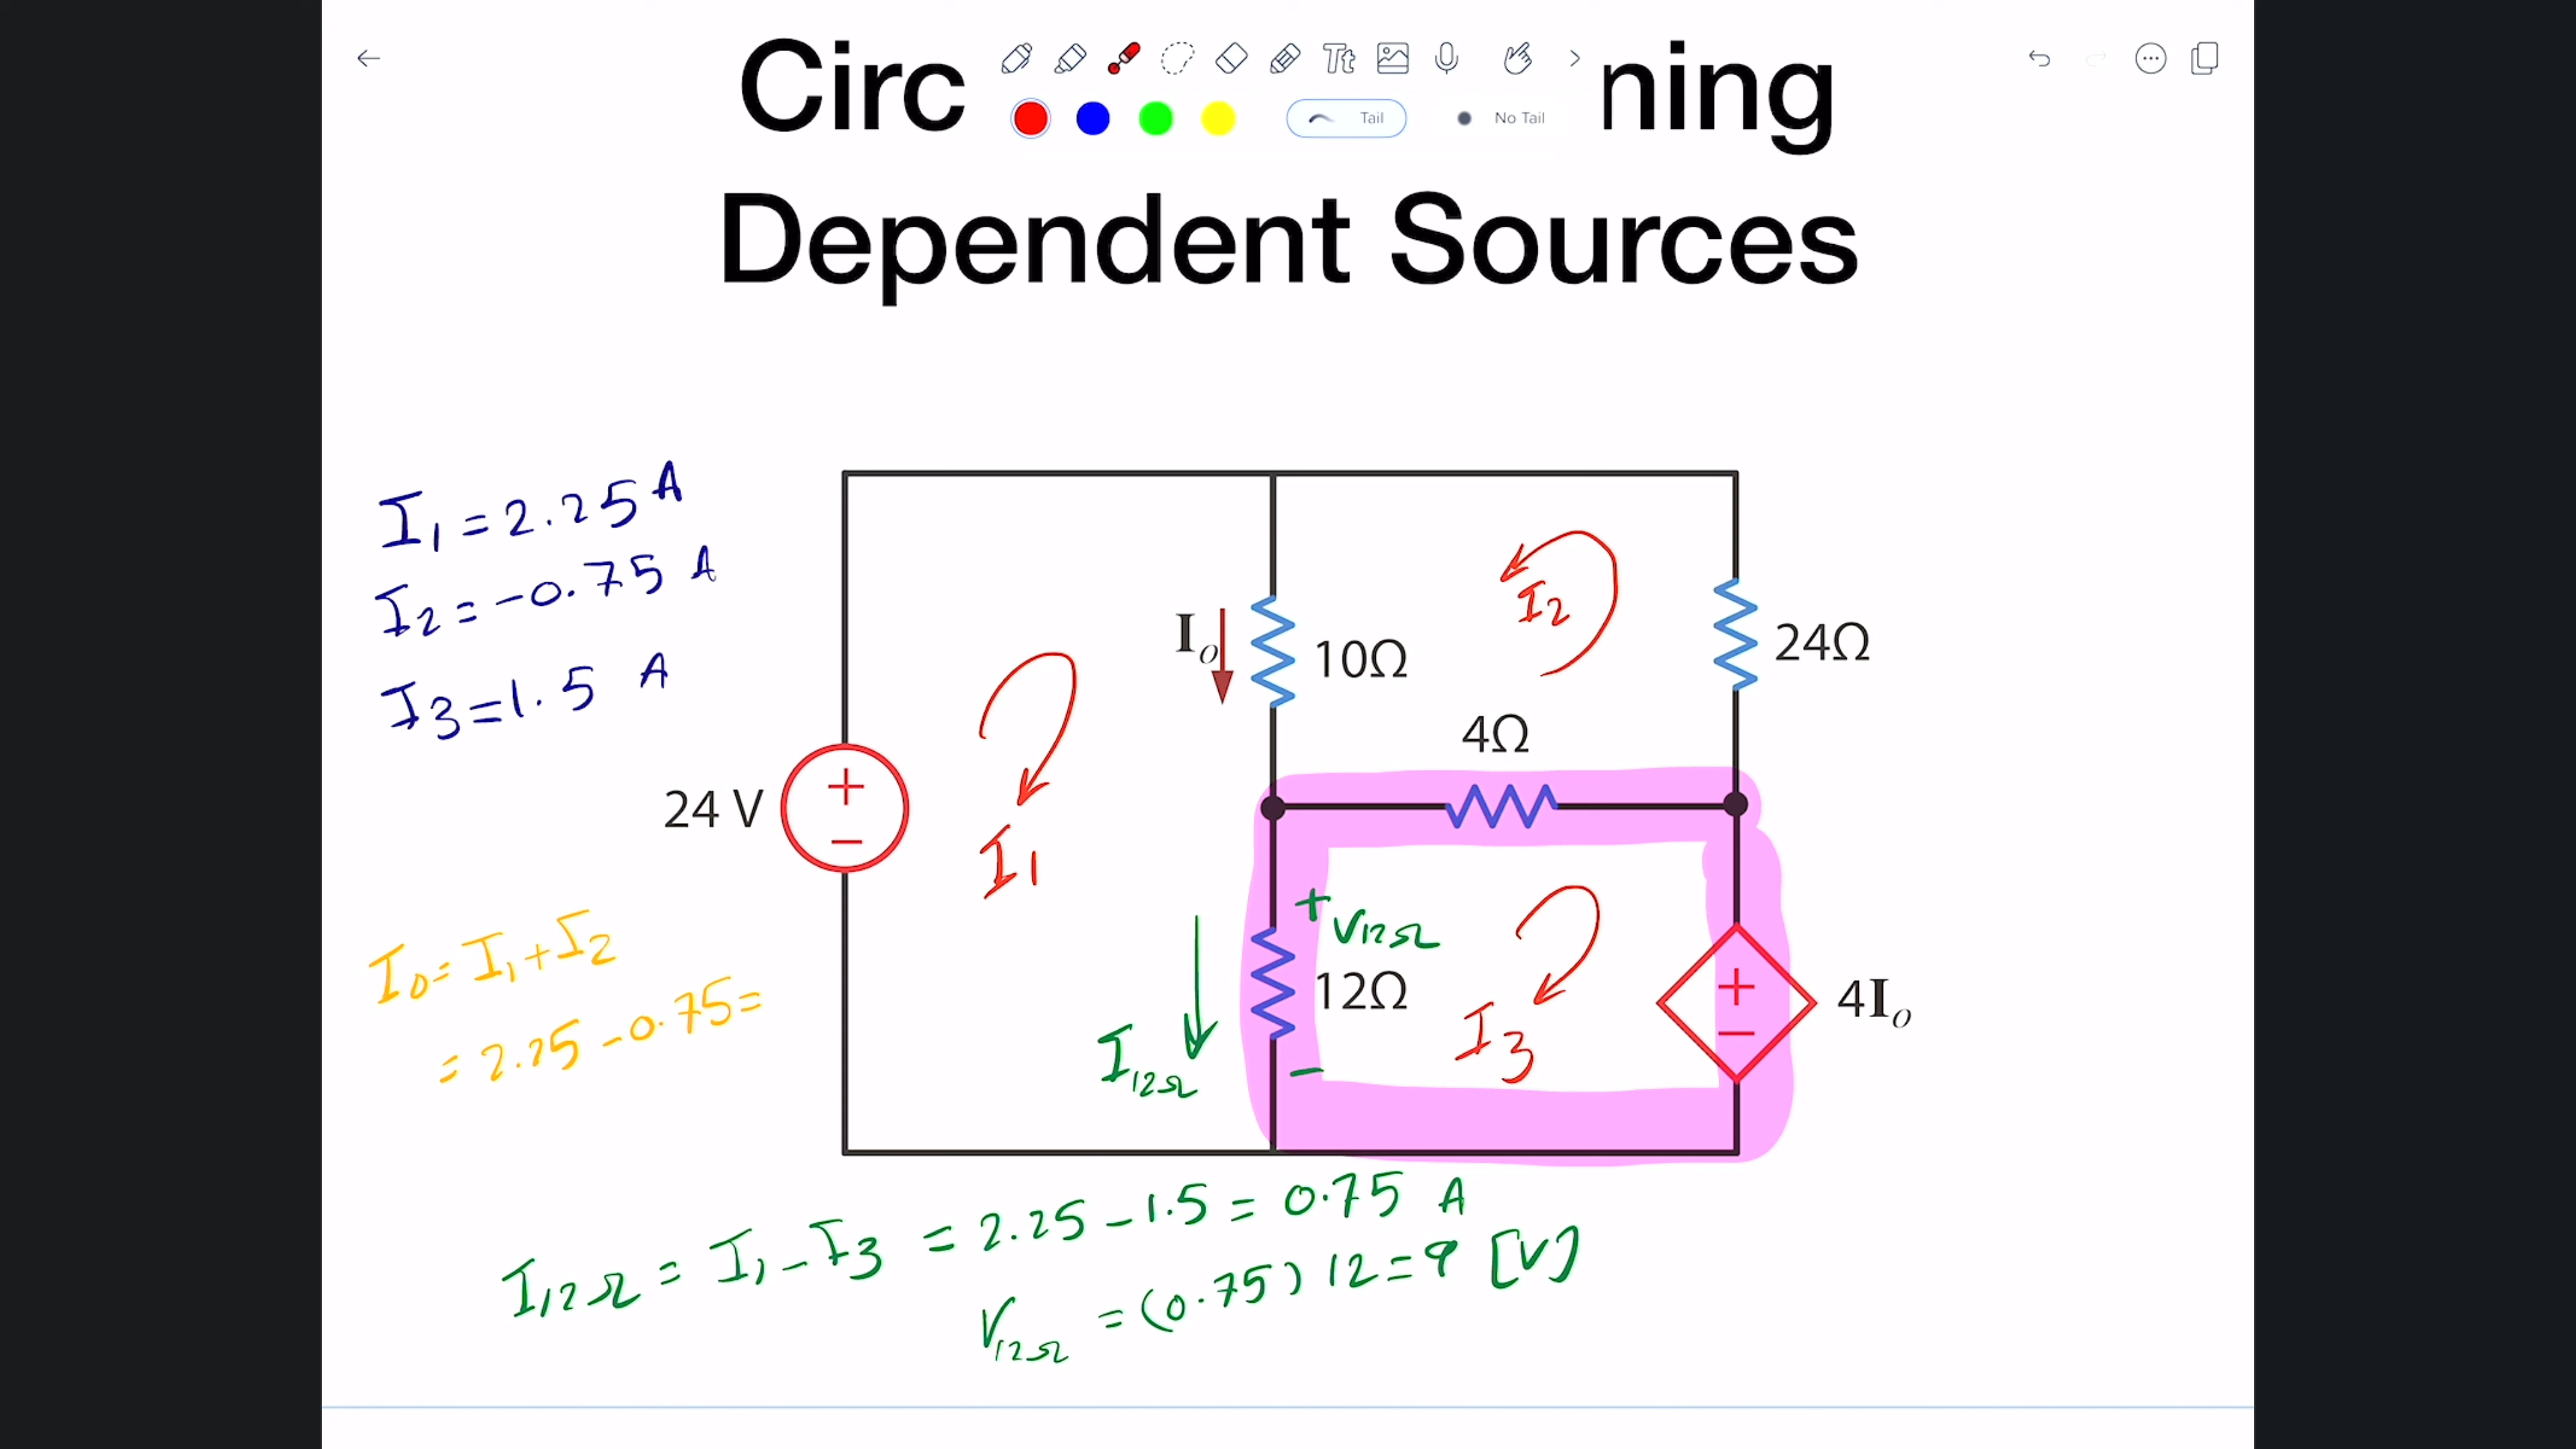 Circ ning
Tt
Tail
No Tail
Dependent Sources
I₁ = 2.25 A
I₂ = -0.75 A
I₃ = 1.5 A
I₂
Iₒ
10Ω
24Ω
4Ω
24 V
+
−
I₁
+
V₁₂Ω
12Ω
−
I₁₂Ω
I₃
+
−
4Iₒ
I₀ = I₁ + I₂
= 2.25 - 0.75 =
I₁₂Ω = I₁ - I₃ = 2.25 - 1.5 = 0.75 A
V₁₂Ω = (0.75) 12 = 9 [V]